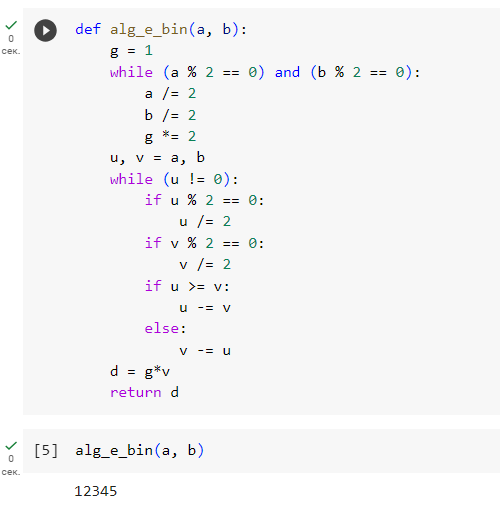 0
сек.
def alg_e_bin(a, b):
    g = 1
    while (a % 2 == 0) and (b % 2 == 0):
        a /= 2
        b /= 2
        g *= 2
    u, v = a, b
    while (u != 0):
        if u % 2 == 0:
            u /= 2
        if v % 2 == 0:
            v /= 2
        if u >= v:
            u -= v
        else:
            v -= u
    d = g*v
    return d
0
сек.
[5] alg_e_bin(a, b)
12345